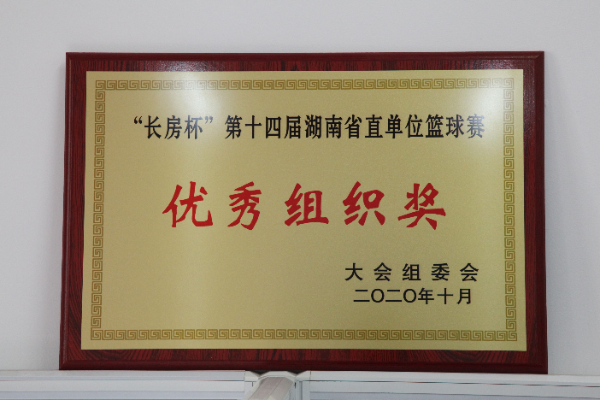 “长房杯”第十四届湖南省直单位篮球赛
优秀组织奖
大会组委会
二〇二〇年十月